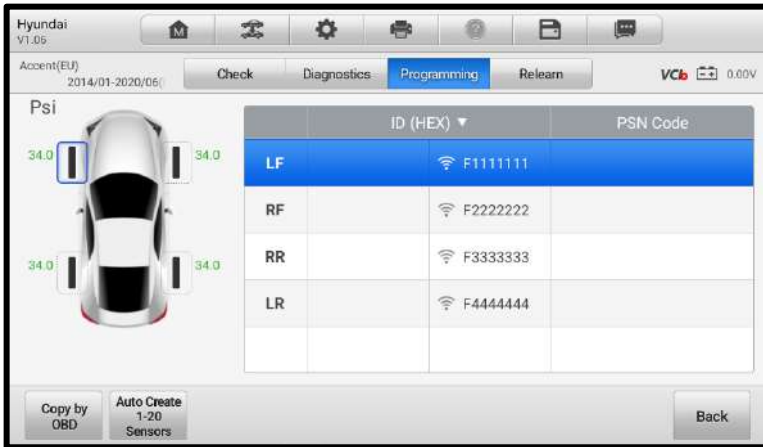 Hyundai
V1.06
Accent(EU)
2014/01-2020/06(
Check
Diagnostics
Programming
Relearn
VCI
0.00V
Psi
34.0
34.0
34.0
34.0
ID (HEX) ▼
PSN Code
LF
F1111111
RF
F2222222
RR
F3333333
LR
F4444444
Copy by
OBD
Auto Create
1-20
Sensors
Back